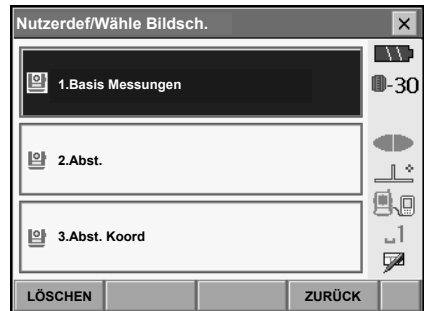 Nutzerdef/Wähle Bildsch.
1.Basis Messungen
-30
2.Abst.
3.Abst. Koord
1
LÖSCHEN
ZURÜCK